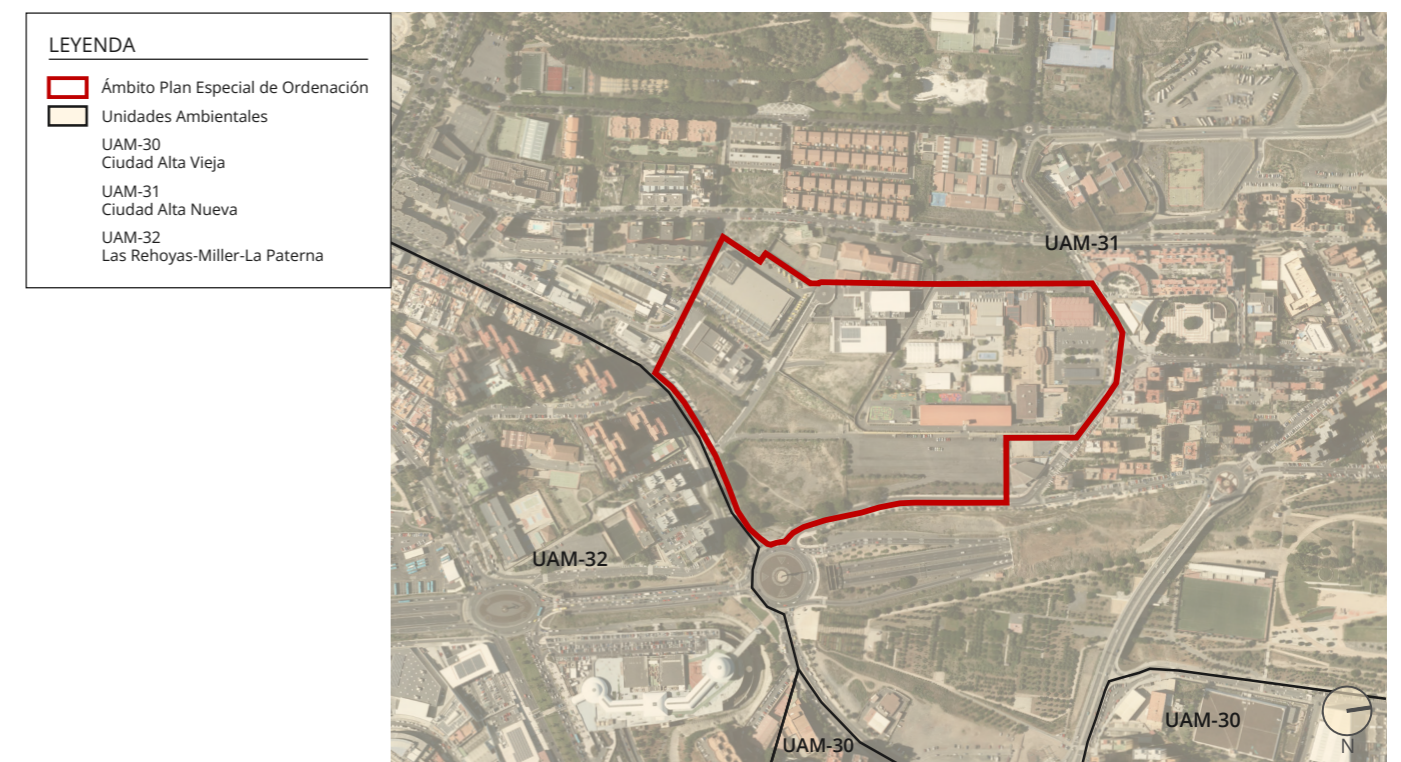 LEYENDA
Ámbito Plan Especial de Ordenación
Unidades Ambientales
UAM-30
Ciudad Alta Vieja
UAM-31
Ciudad Alta Nueva
UAM-32
Las Rehoyas-Miller-La Paterna
UAM-31
UAM-32
UAM-30
UAM-30
N